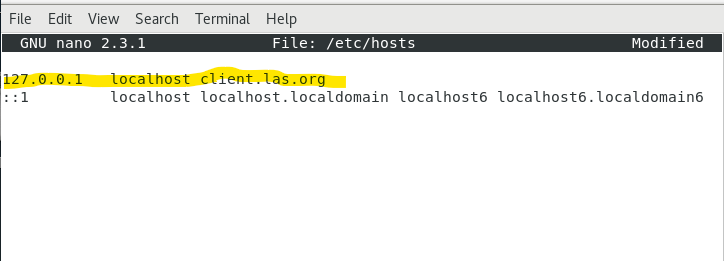 File Edit View Search Terminal Help
GNU nano 2.3.1 File: /etc/hosts Modified
127.0.0.1 localhost client.las.org
::1 localhost localhost.localdomain localhost6 localhost6.localdomain6